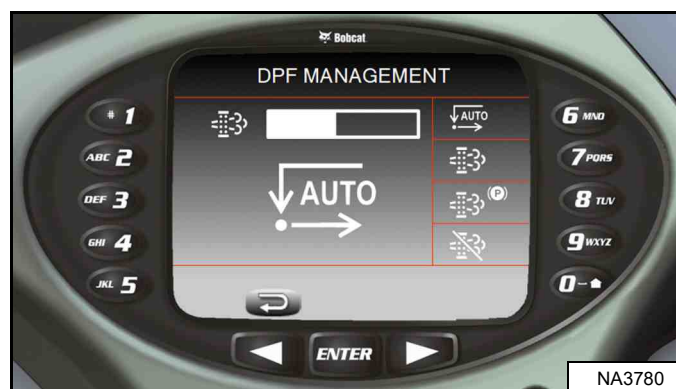 Bobcat
DPF MANAGEMENT
# 1
ABC 2
DEF 3
GHI 4
JKL 5
AUTO
AUTO
P
6 MNO
7 PQRS
8 TUV
9 WXYZ
0
ENTER
NA3780